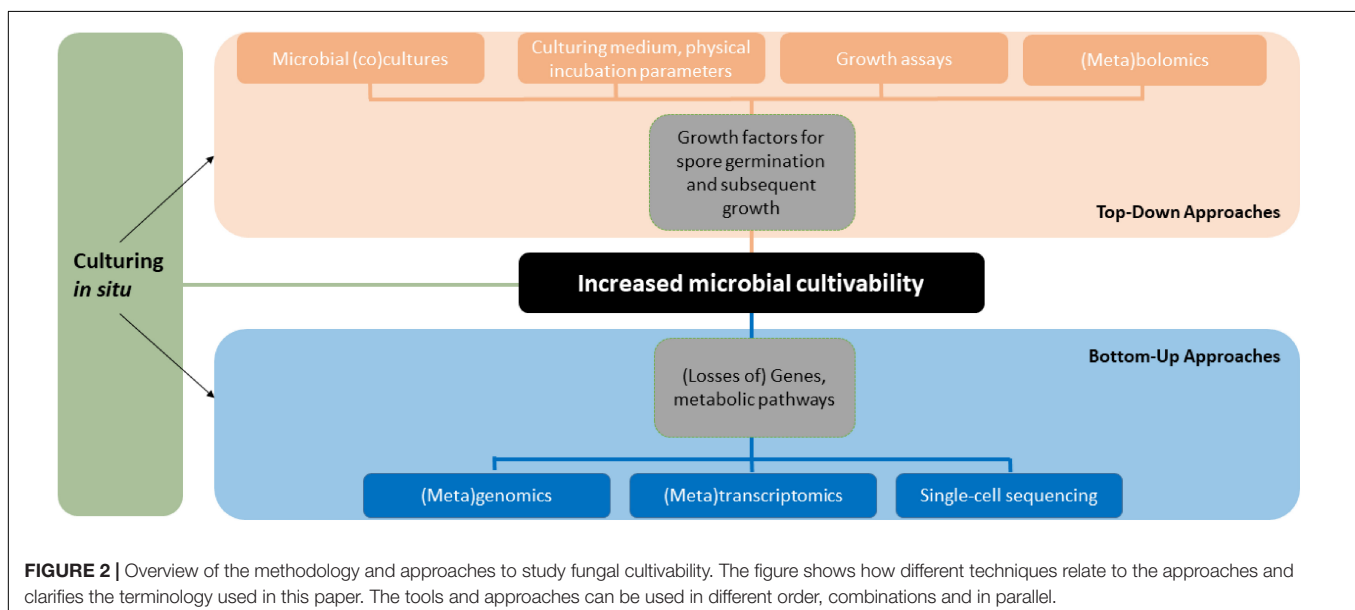 Microbial (co)cultures
Culturing medium, physical
incubation parameters
Growth assays
(Meta)bolomics
Growth factors for
spore germination
and subsequent
growth
Top-Down Approaches
Culturing
in situ
Increased microbial cultivability
Bottom-Up Approaches
(Losses of) Genes,
metabolic pathways
(Meta)genomics
(Meta)transcriptomics
Single-cell sequencing
FIGURE 2 | Overview of the methodology and approaches to study fungal cultivability. The figure shows how different techniques relate to the approaches and
clarifies the terminology used in this paper. The tools and approaches can be used in different order, combinations and in parallel.